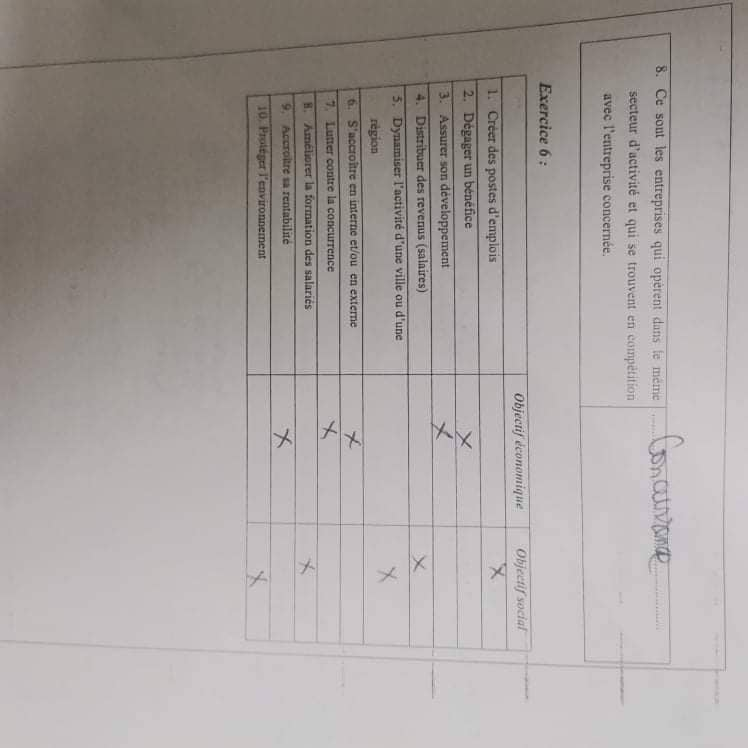 8. Ce sont les entreprises qui opèrent dans le même
secteur d'activité et qui se trouvent en compétition
avec l'entreprise concernée.
Exercice 6 :
Objectif économique Objectif social
1. Créer des postes d'emplois X
2. Dégager un bénéfice X
3. Assurer son développement X
4. Distribuer des revenus (salaires) X
5. Dynamiser l'activité d'une ville ou d'une
région X
6. S'accroître en interne et/ou en externe X
7. Lutter contre la concurrence X
8. Améliorer la formation des salariés X
9. Accroître sa rentabilité X
10. Protéger l'environnement X